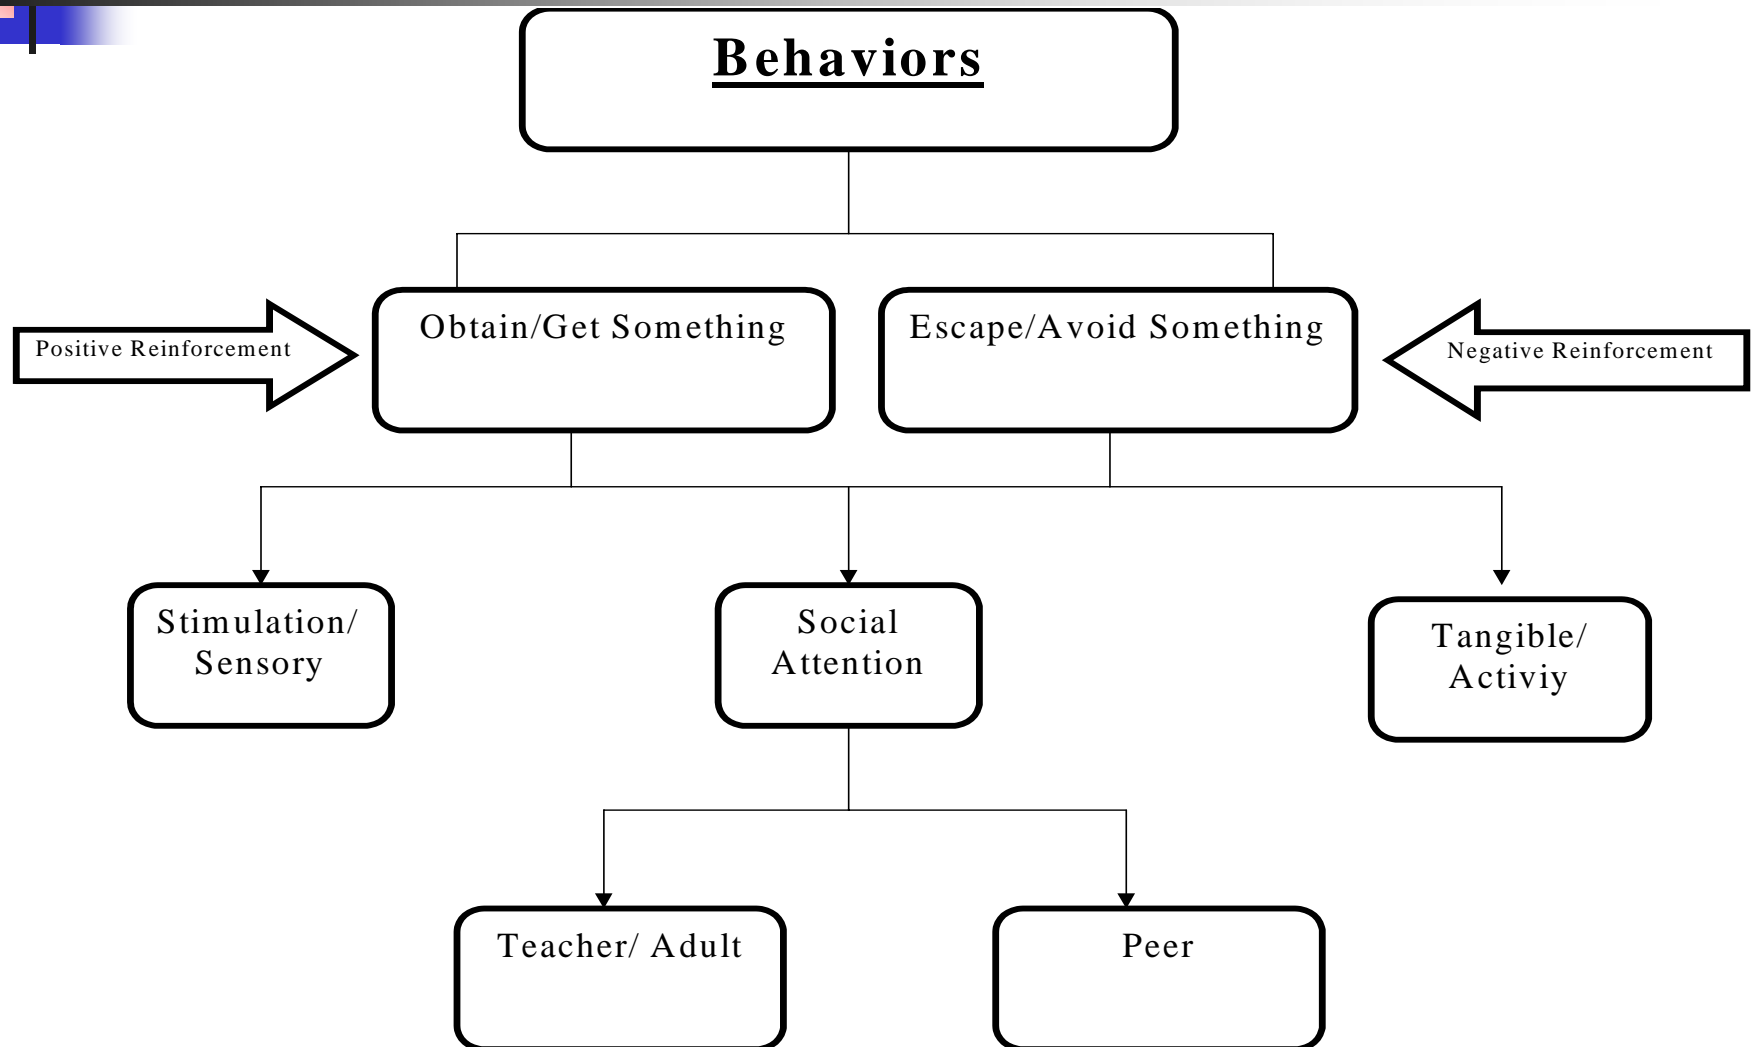 Behaviors
Positive Reinforcement
Obtain/Get Something
Escape/Avoid Something
Negative Reinforcement
Stimulation/
Sensory
Social
Attention
Tangible/
Activiy
Teacher/ Adult
Peer